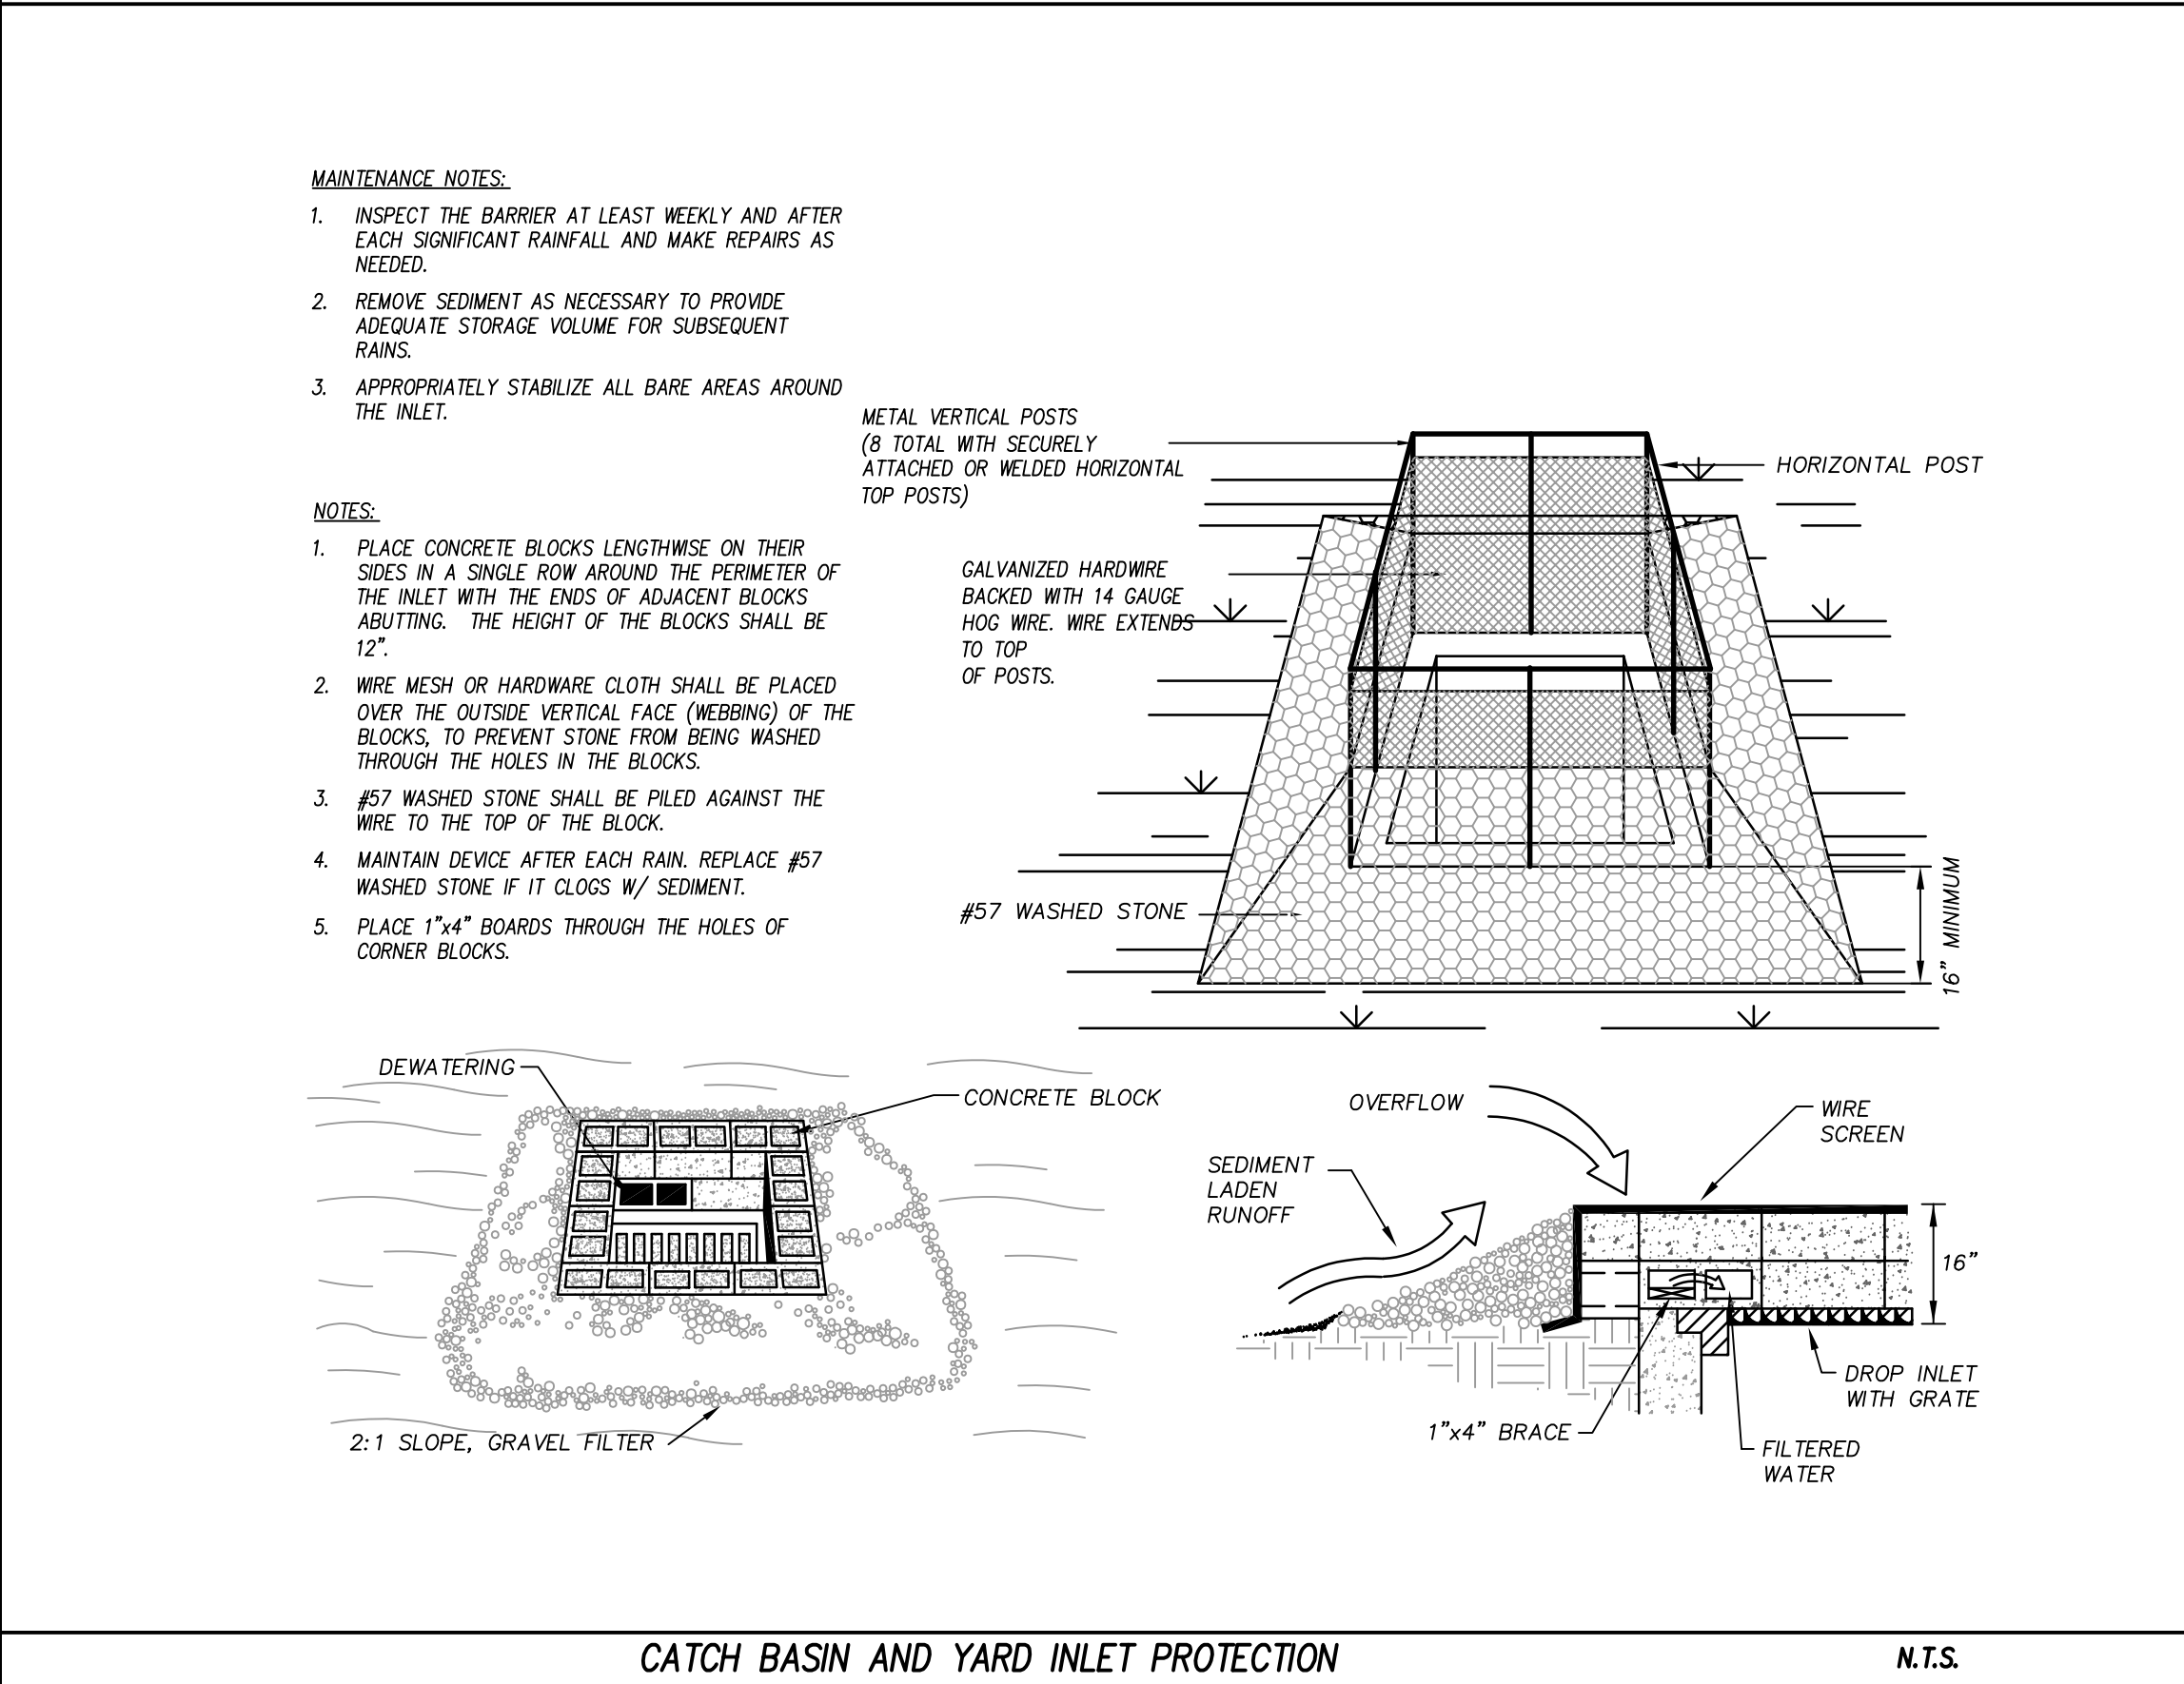 MAINTENANCE NOTES:
1. INSPECT THE BARRIER AT LEAST WEEKLY AND AFTER
EACH SIGNIFICANT RAINFALL AND MAKE REPAIRS AS
NEEDED.
2. REMOVE SEDIMENT AS NECESSARY TO PROVIDE
ADEQUATE STORAGE VOLUME FOR SUBSEQUENT
RAINS.
3. APPROPRIATELY STABILIZE ALL BARE AREAS AROUND
THE INLET.
NOTES:
1. PLACE CONCRETE BLOCKS LENGTHWISE ON THEIR
SIDES IN A SINGLE ROW AROUND THE PERIMETER OF
THE INLET WITH THE ENDS OF ADJACENT BLOCKS
ABUTTING. THE HEIGHT OF THE BLOCKS SHALL BE
12".
2. WIRE MESH OR HARDWARE CLOTH SHALL BE PLACED
OVER THE OUTSIDE VERTICAL FACE (WEBBING) OF THE
BLOCKS, TO PREVENT STONE FROM BEING WASHED
THROUGH THE HOLES IN THE BLOCKS.
3. #57 WASHED STONE SHALL BE PILED AGAINST THE
WIRE TO THE TOP OF THE BLOCK.
4. MAINTAIN DEVICE AFTER EACH RAIN. REPLACE #57
WASHED STONE IF IT CLOGS W/ SEDIMENT.
5. PLACE 1"x4" BOARDS THROUGH THE HOLES OF
CORNER BLOCKS.
METAL VERTICAL POSTS
(8 TOTAL WITH SECURELY
ATTACHED OR WELDED HORIZONTAL
TOP POSTS)
HORIZONTAL POST
GALVANIZED HARDWIRE
BACKED WITH 14 GAUGE
HOG WIRE. WIRE EXTENDS
TO TOP
OF POSTS.
#57 WASHED STONE
16" MINIMUM
DEWATERING
CONCRETE BLOCK
2:1 SLOPE, GRAVEL FILTER
OVERFLOW
WIRE
SCREEN
SEDIMENT
LADEN
RUNOFF
16"
DROP INLET
WITH GRATE
1"x4" BRACE
FILTERED
WATER
CATCH BASIN AND YARD INLET PROTECTION
N.T.S.